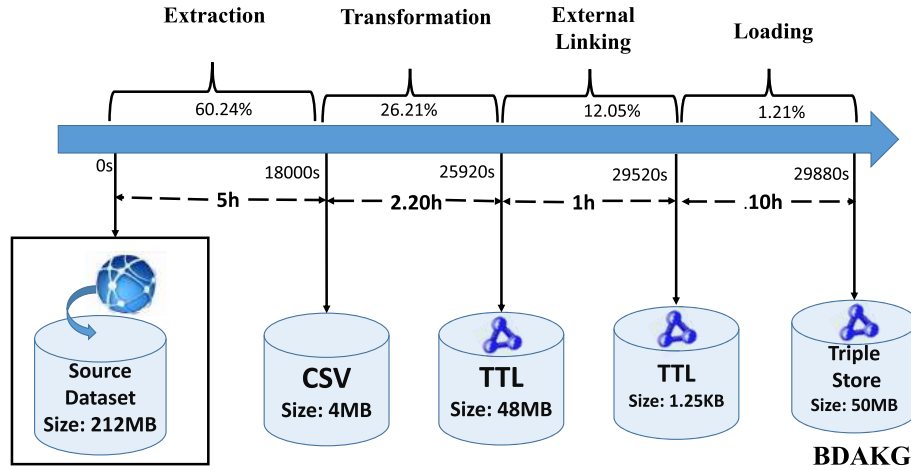 Extraction
Transformation
External
Linking
Loading
60.24%
26.21%
12.05%
1.21%
0s
18000s
25920s
29520s
29880s
5h
2.20h
1h
.10h
Source
Dataset
Size: 212MB
CSV
Size: 4MB
TTL
Size: 48MB
TTL
Size: 1.25KB
Triple
Store
Size: 50MB
BDAKG